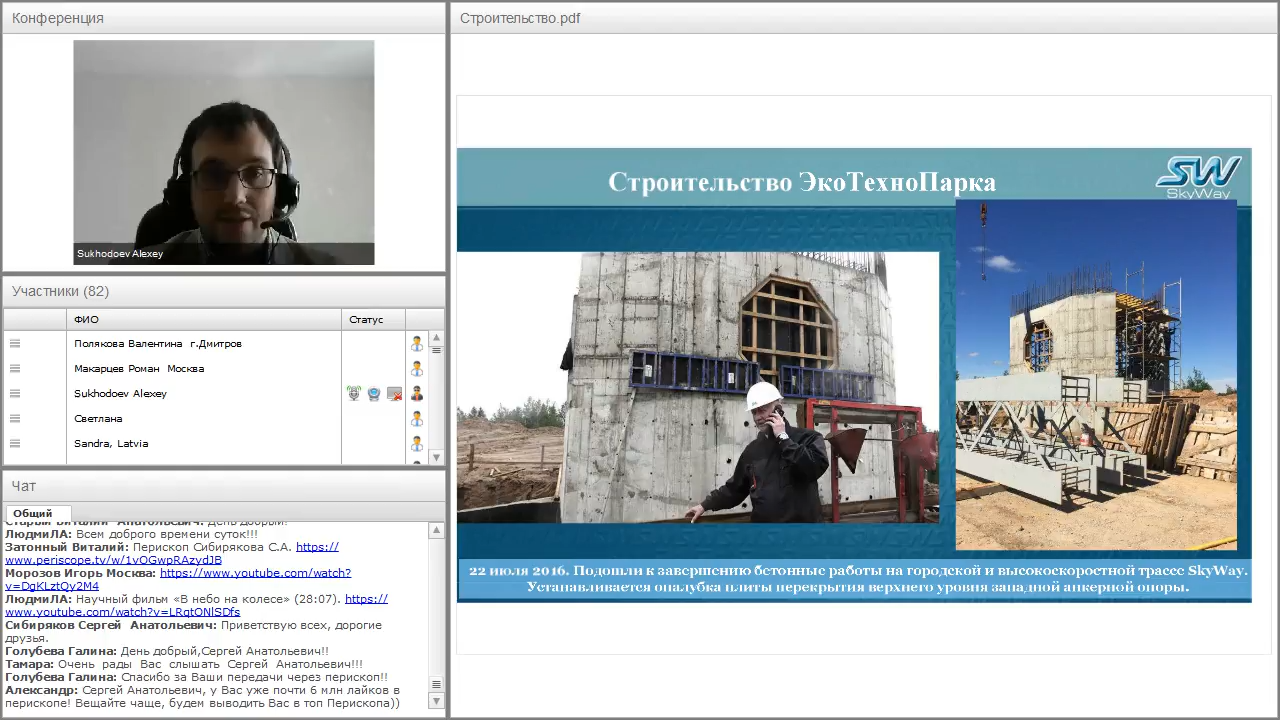 Конференция
Sukhodoev Alexey
Участники (82)
ФИО
Статус
Полякова Валентина г.Дмитров
Макарцев Роман Москва
Sukhodoev Alexey
Светлана
Sandra, Latvia
Чат
Общий
Старый Виталий Анатольевич: День добрый!
ЛюдмиЛА: Всем доброго времени суток!!!
Затонный Виталий: Перископ Сибирякова С.А. https://
www.periscope.tv/w/1vOGwpRAzydJB
Морозов Игорь Москва: https://www.youtube.com/watch?
v=DgKLztQy2M4
ЛюдмиЛА: Научный фильм «В небо на колесе» (28:07). https://
www.youtube.com/watch?v=LRqtONlSDfs
Сибиряков Сергей Анатольевич: Приветствую всех, дорогие
друзья.
Голубева Галина: День добрый,Сергей Анатольевич!!
Тамара: Очень рады Вас слышать Сергей Анатольевич!!!
Голубева Галина: Спасибо за Ваши передачи через перископ!!
Александр: Сергей Анатольевич, у Вас уже почти 6 млн лайков в
перископе! Вещайте чаще, будем выводить Вас в топ Перископа))
Строительство.pdf
Строительство ЭкоТехноПарка
SW
SkyWay
22 июля 2016. Подошли к завершению бетонные работы на городской и высокоскоростной трассе SkyWay.
Устанавливается опалубка плиты перекрытия верхнего уровня западной анкерной опоры.